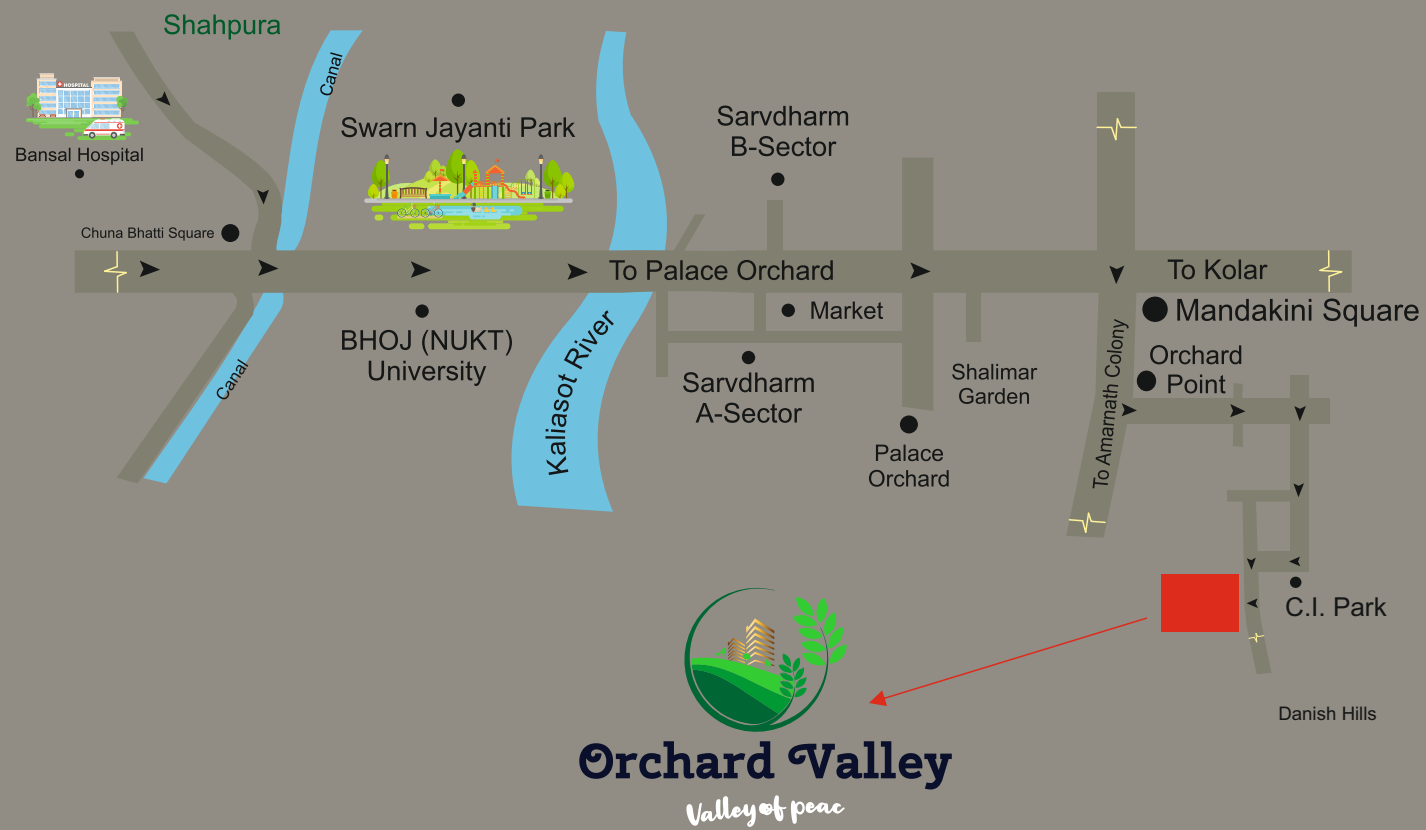 Shahpura
Canal
HOSPITAL
Bansal Hospital
Swarn Jayanti Park
Sarvdharm
B-Sector
Chuna Bhatti Square
To Palace Orchard
To Kolar
Market
Mandakini Square
BHOJ (NUKT)
University
Kaliasot River
Canal
Sarvdharm
A-Sector
Shalimar
Garden
To Amarnath Colony
Orchard
Point
Palace
Orchard
C.I. Park
Danish Hills
Orchard Valley
Valley of peac